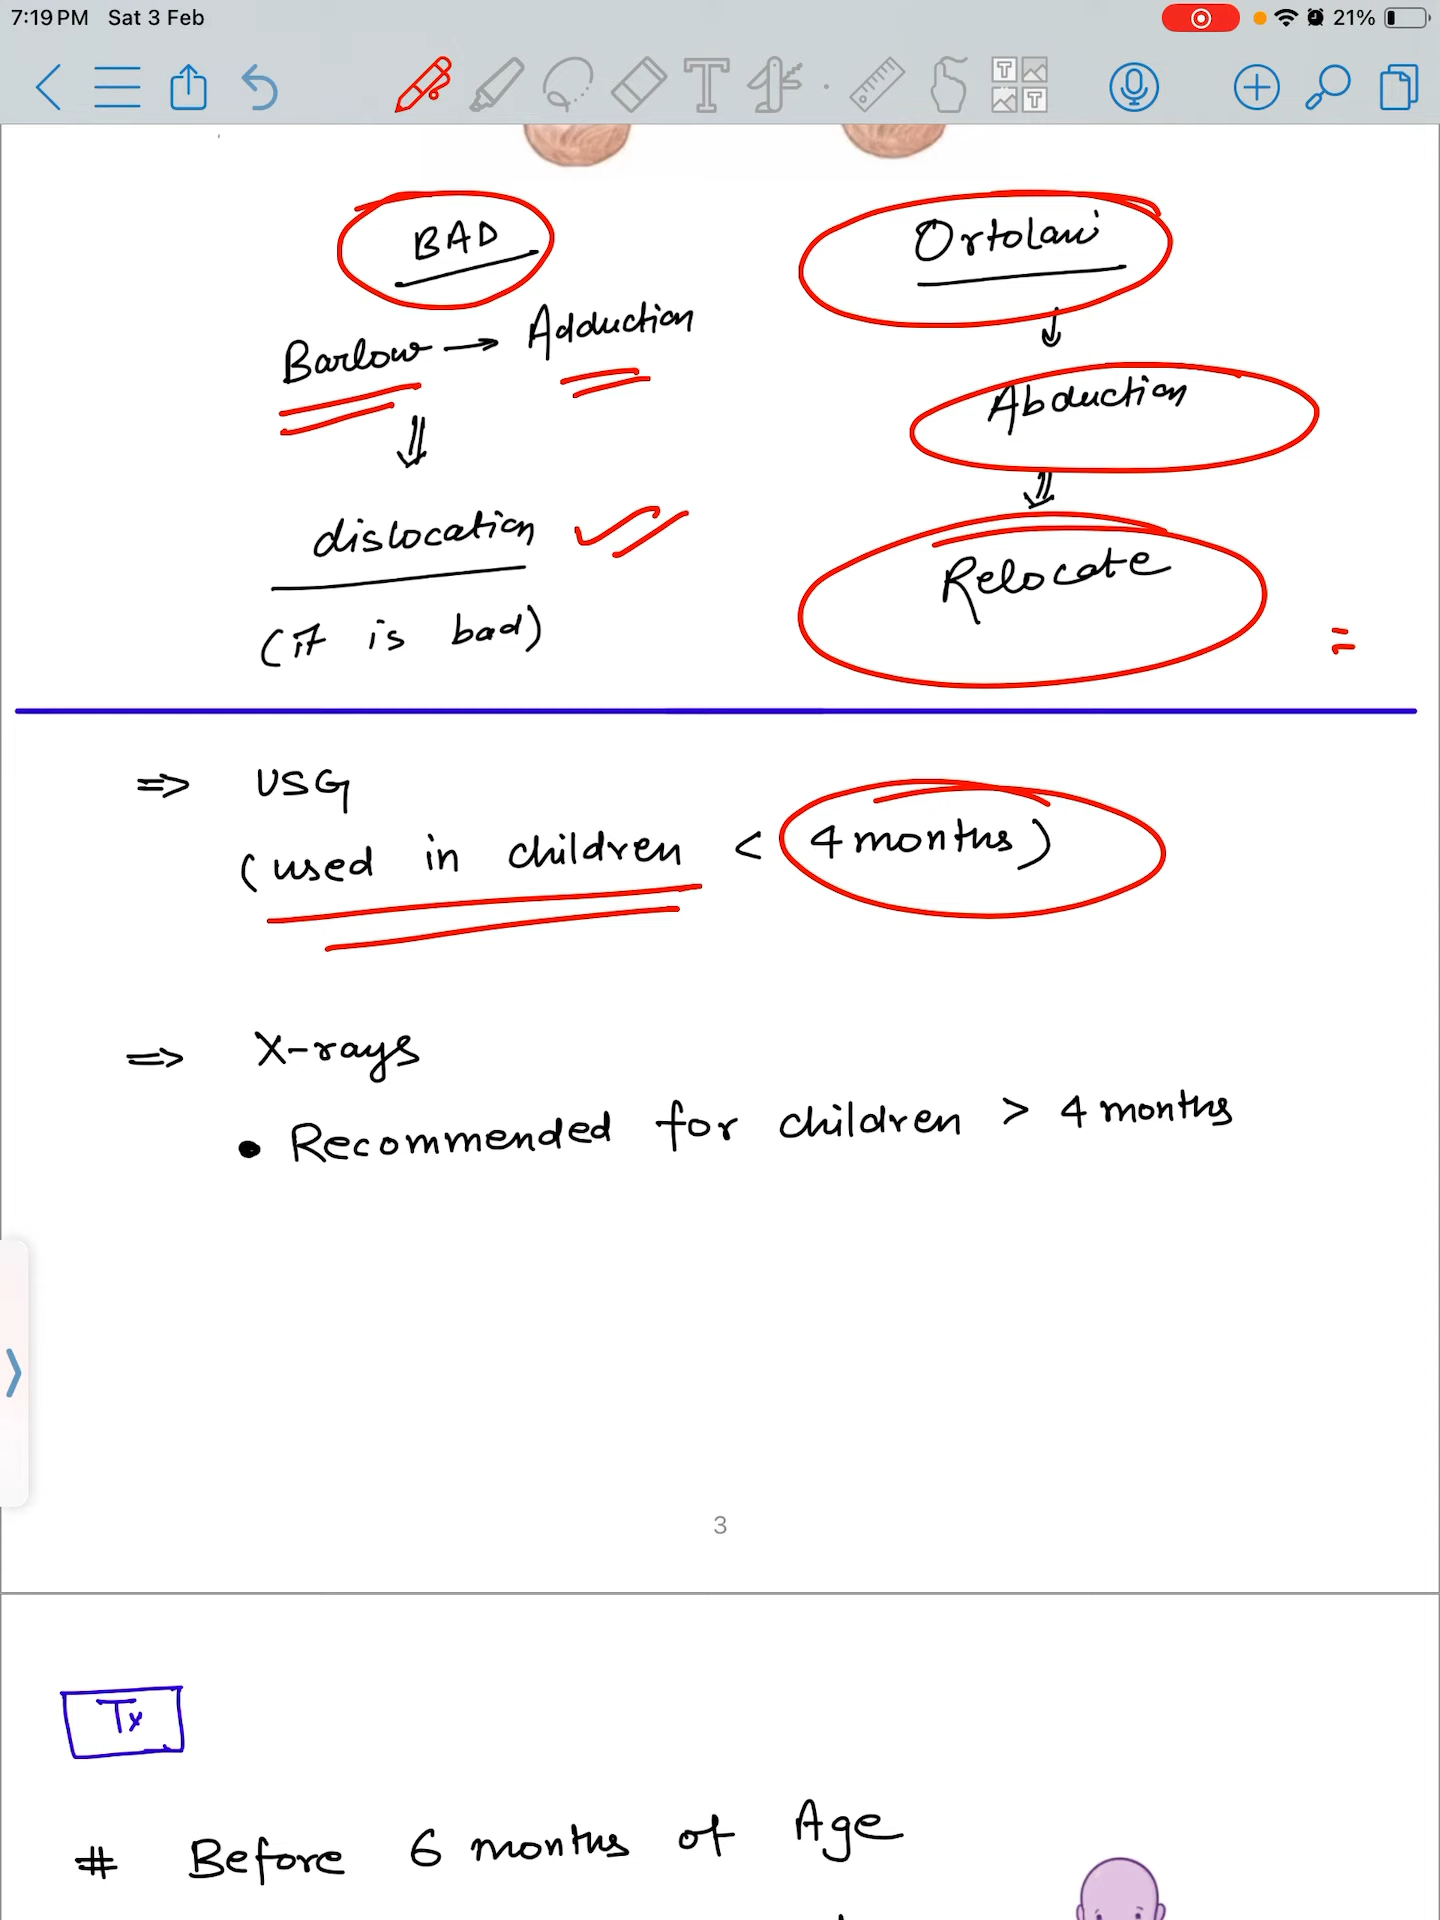 7:19 PM Sat 3 Feb
21%
BAD
Ortolani
Barlow → Adduction
Abduction
dislocation
Relocate
(it is bad)
=
⇒ USG
(used in children < 4 months)
⇒ X-rays
• Recommended for children > 4 months
3
Tx
# Before 6 months of Age